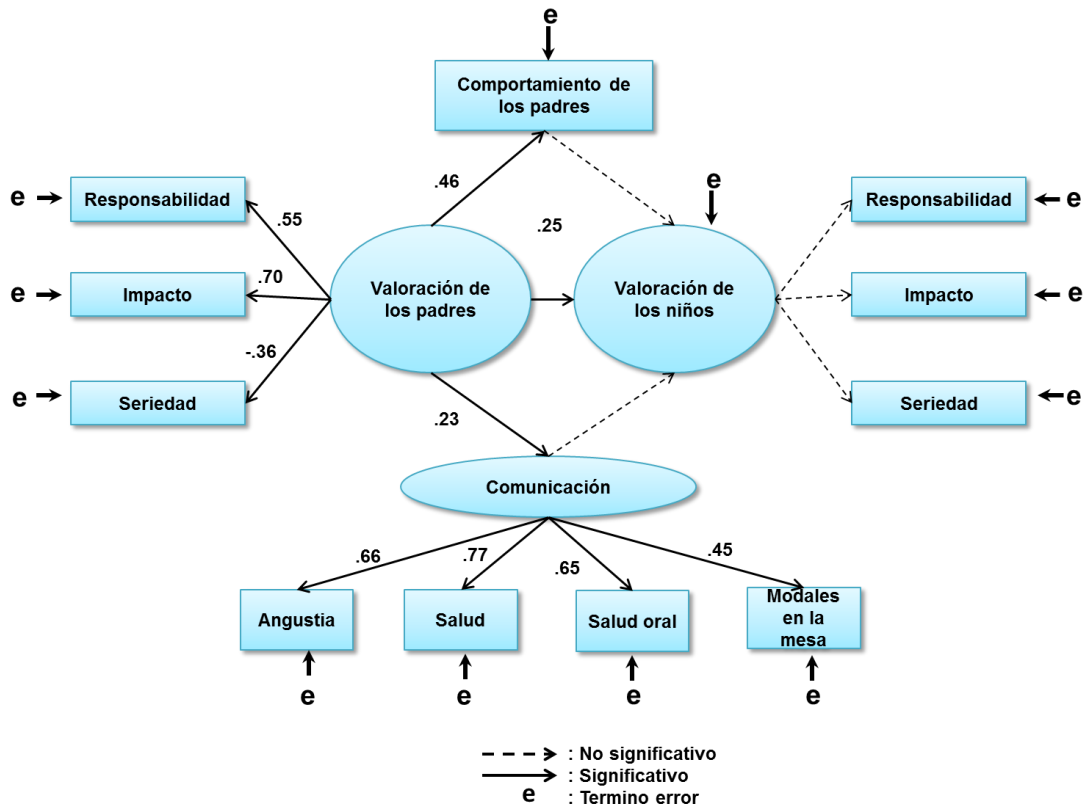 e
Comportamiento de
los padres
.46
e
e
Responsabilidad
.55
.25
Responsabilidad
e
e
Impacto
.70
Valoración de
los padres
Valoración de
los niños
Impacto
e
-.36
e
Seriedad
Seriedad
e
.23
Comunicación
.66
.77
.65
.45
Angustia
Salud
Salud oral
Modales
en la
mesa
e
e
e
e
: No significativo
: Significativo
e : Termino error